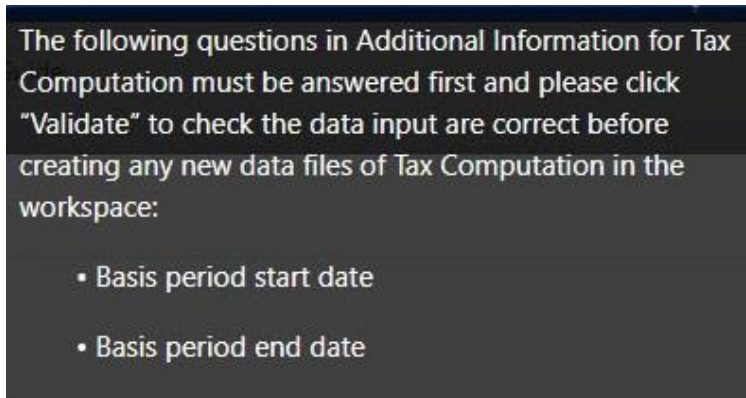 The following questions in Additional Information for Tax
Computation must be answered first and please click
“Validate” to check the data input are correct before
creating any new data files of Tax Computation in the
workspace:
• Basis period start date
• Basis period end date